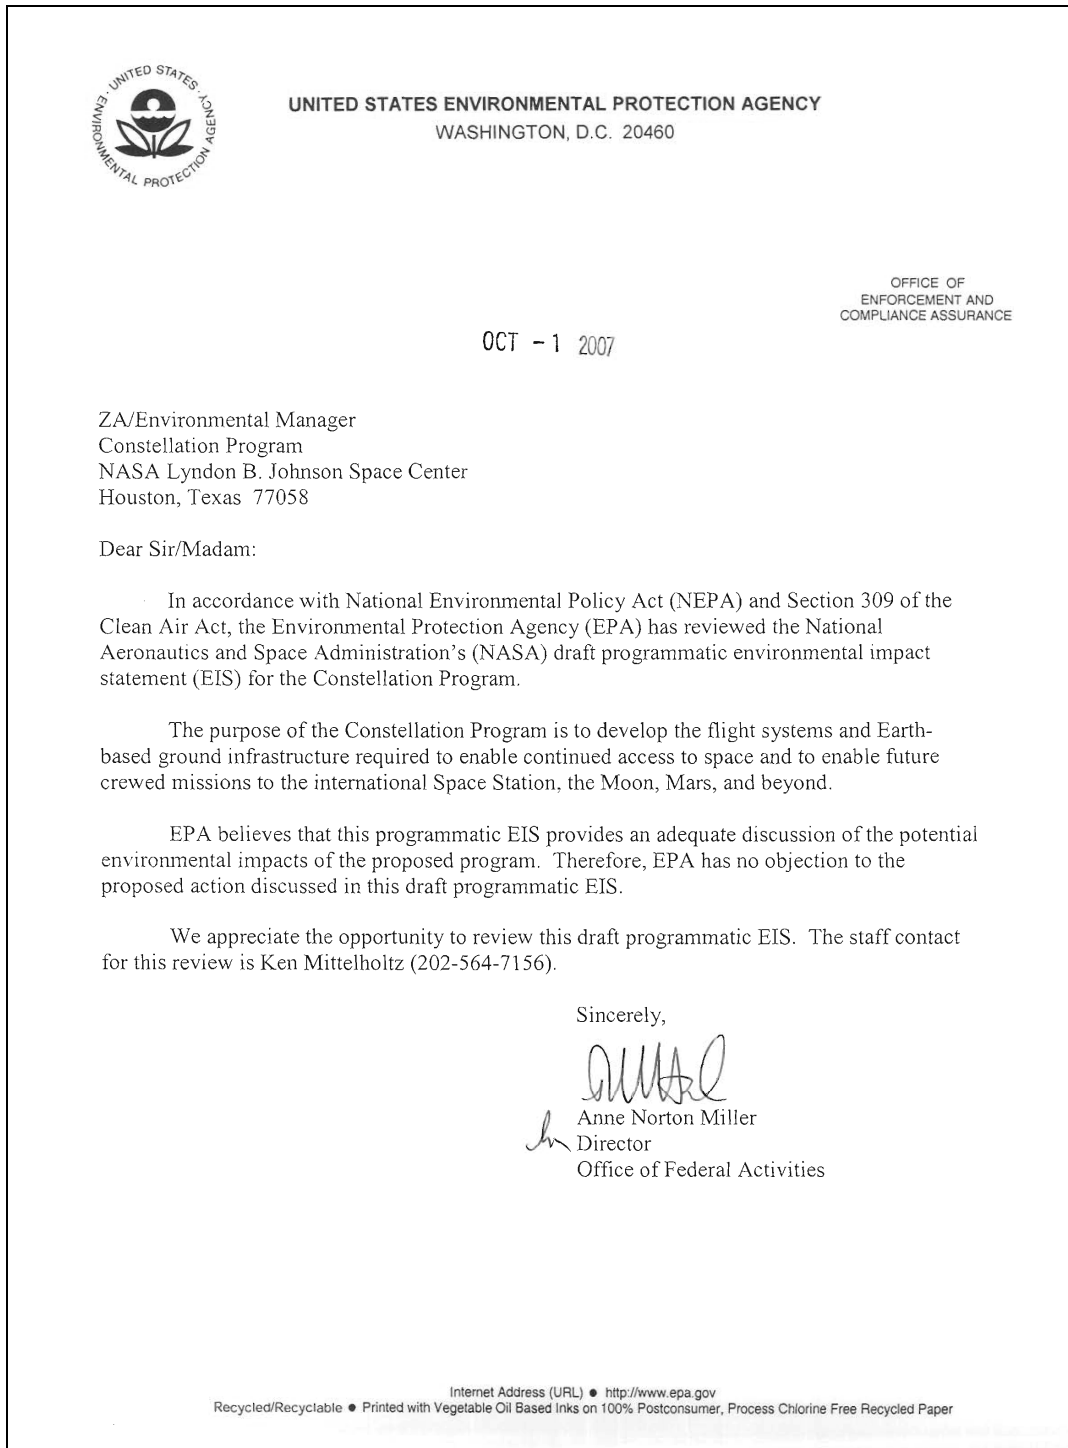 UNITED STATES
ENVIRONMENTAL PROTECTION AGENCY
UNITED STATES ENVIRONMENTAL PROTECTION AGENCY
WASHINGTON, D.C. 20460
OFFICE OF
ENFORCEMENT AND
COMPLIANCE ASSURANCE
OCT - 1 2007
ZA/Environmental Manager
Constellation Program
NASA Lyndon B. Johnson Space Center
Houston, Texas 77058
Dear Sir/Madam:
In accordance with National Environmental Policy Act (NEPA) and Section 309 of the
Clean Air Act, the Environmental Protection Agency (EPA) has reviewed the National
Aeronautics and Space Administration's (NASA) draft programmatic environmental impact
statement (EIS) for the Constellation Program.
The purpose of the Constellation Program is to develop the flight systems and Earth-
based ground infrastructure required to enable continued access to space and to enable future
crewed missions to the international Space Station, the Moon, Mars, and beyond.
EPA believes that this programmatic EIS provides an adequate discussion of the potential
environmental impacts of the proposed program. Therefore, EPA has no objection to the
proposed action discussed in this draft programmatic EIS.
We appreciate the opportunity to review this draft programmatic EIS. The staff contact
for this review is Ken Mittelholtz (202-564-7156).
Sincerely,
Anne Norton Miller
Director
Office of Federal Activities
Internet Address (URL) ● http://www.epa.gov
Recycled/Recyclable ● Printed with Vegetable Oil Based Inks on 100% Postconsumer, Process Chlorine Free Recycled Paper